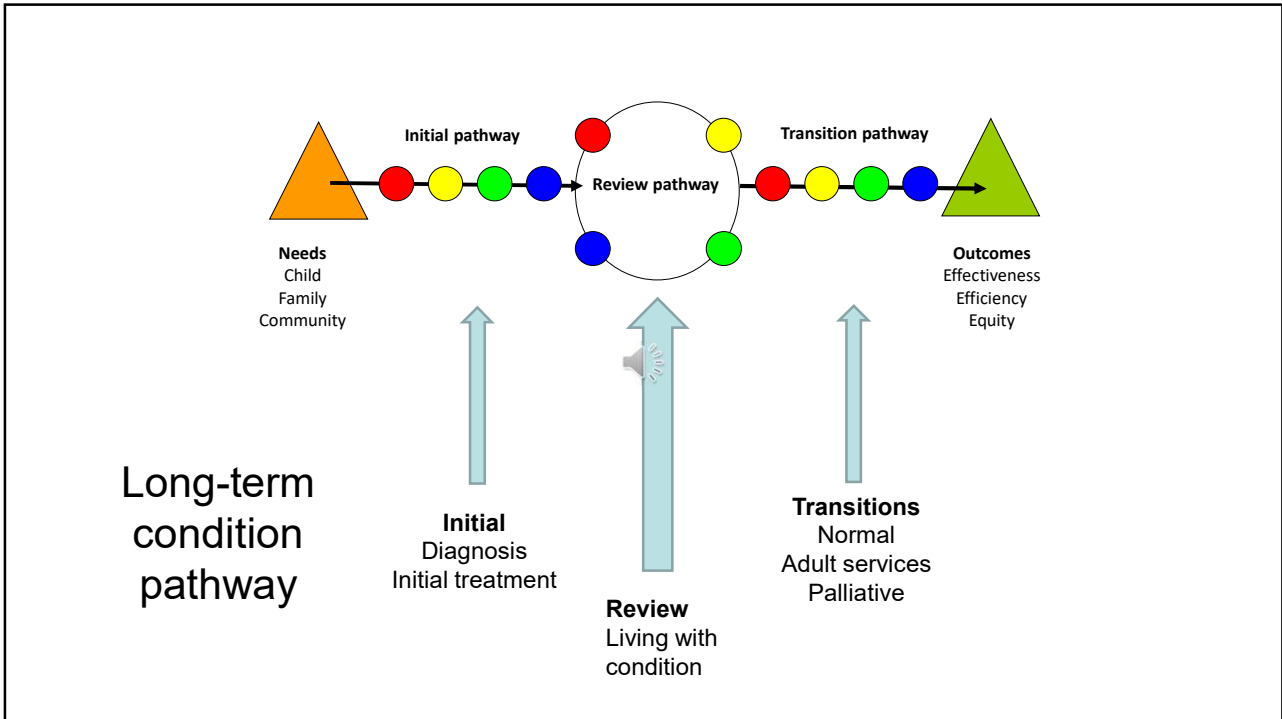 Initial pathway
Transition pathway
Review pathway
Needs
Child
Family
Community
Outcomes
Effectiveness
Efficiency
Equity
Long-term
condition
pathway
Initial
Diagnosis
Initial treatment
Review
Living with
condition
Transitions
Normal
Adult services
Palliative